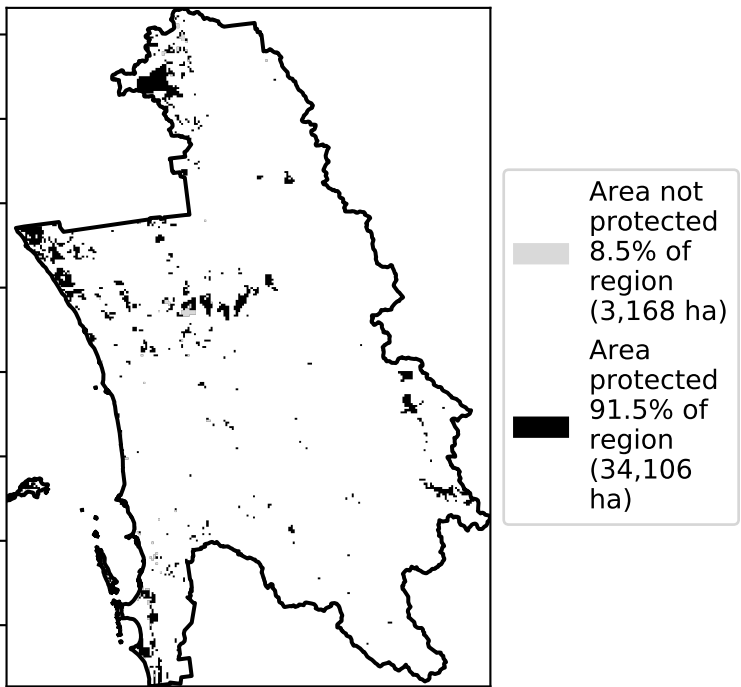 Area not
protected
8.5% of
region
(3,168 ha)
Area
protected
91.5% of
region
(34,106
ha)